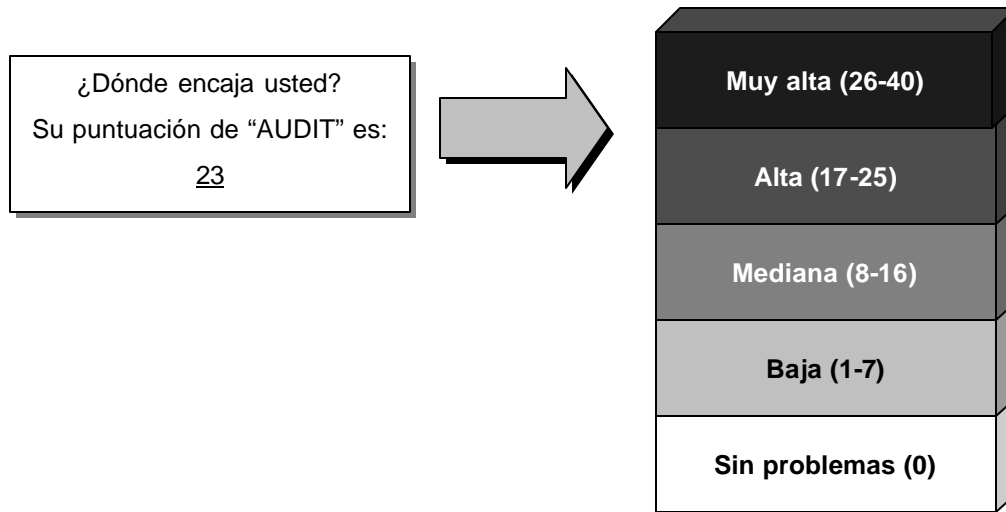 ¿Dónde encaja usted?
Su puntuación de “AUDIT” es:
23
Muy alta (26-40)
Alta (17-25)
Mediana (8-16)
Baja (1-7)
Sin problemas (0)